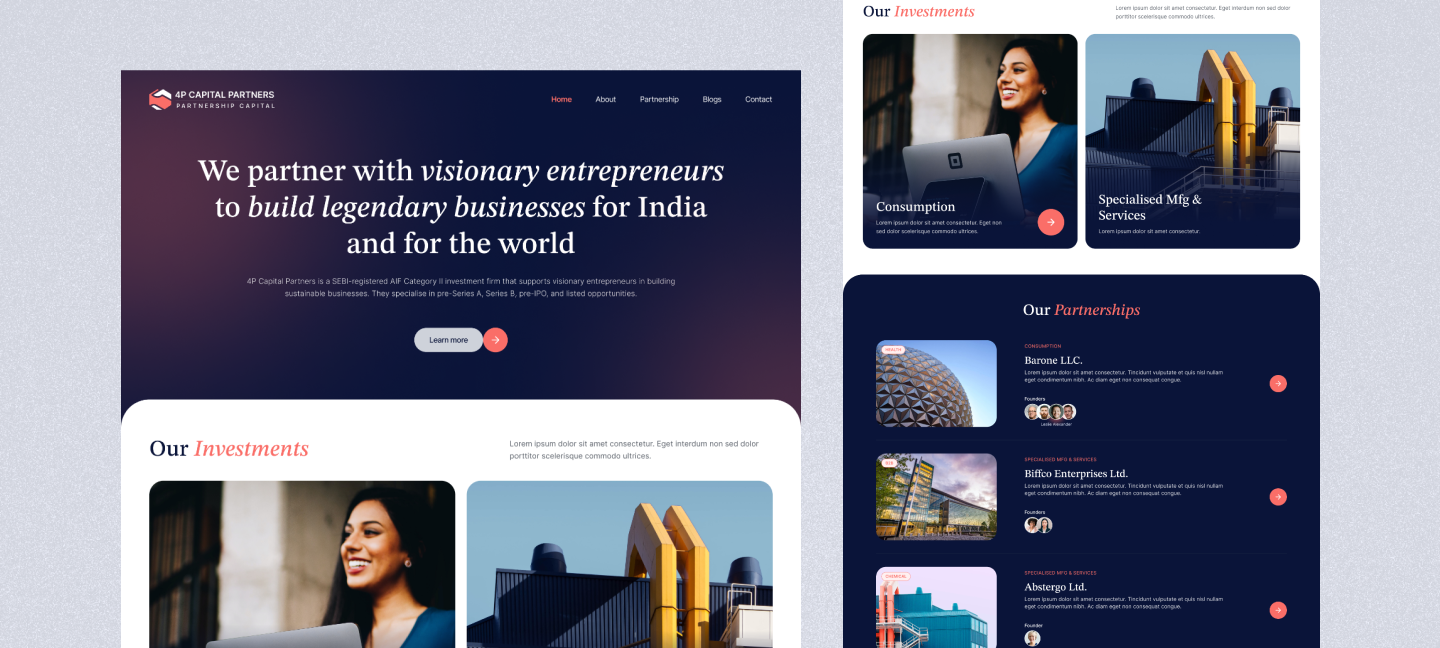 4P CAPITAL PARTNERS
PARTNERSHIP CAPITAL
Home
About
Partnership
Blogs
Contact
We partner with visionary entrepreneurs
to build legendary businesses for India
and for the world
4P Capital Partners is a SEBI-registered AIF Category II investment firm that supports visionary entrepreneurs in building
sustainable businesses. They specialise in pre-Series A, Series B, pre-IPO, and listed opportunities.
Learn more
Our Investments
Lorem ipsum dolor sit amet consectetur. Eget interdum non sed dolor
porttitor scelerisque commodo ultrices.
Our Investments
Lorem ipsum dolor sit amet consectetur. Eget interdum non sed dolor
porttitor scelerisque commodo ultrices.
Consumption
Lorem ipsum dolor sit amet consectetur. Eget non
sed dolor scelerisque commodo ultrices.
Specialised Mfg &
Services
Lorem ipsum dolor sit amet consectetur.
Our Partnerships
HEALTH
CONSUMPTION
Barone LLC.
Lorem ipsum dolor sit amet consectetur. Tincidunt vulputate et quis nisl nullam
eget condimentum nibh. Ac diam eget non consequat congue.
Founders
Leslie Alexander
B2B
SPECIALISED MFG & SERVICES
Biffco Enterprises Ltd.
Lorem ipsum dolor sit amet consectetur. Tincidunt vulputate et quis nisl nullam
eget condimentum nibh. Ac diam eget non consequat congue.
Founders
CHEMICAL
SPECIALISED MFG & SERVICES
Abstergo Ltd.
Lorem ipsum dolor sit amet consectetur. Tincidunt vulputate et quis nisl nullam
eget condimentum nibh. Ac diam eget non consequat congue.
Founder